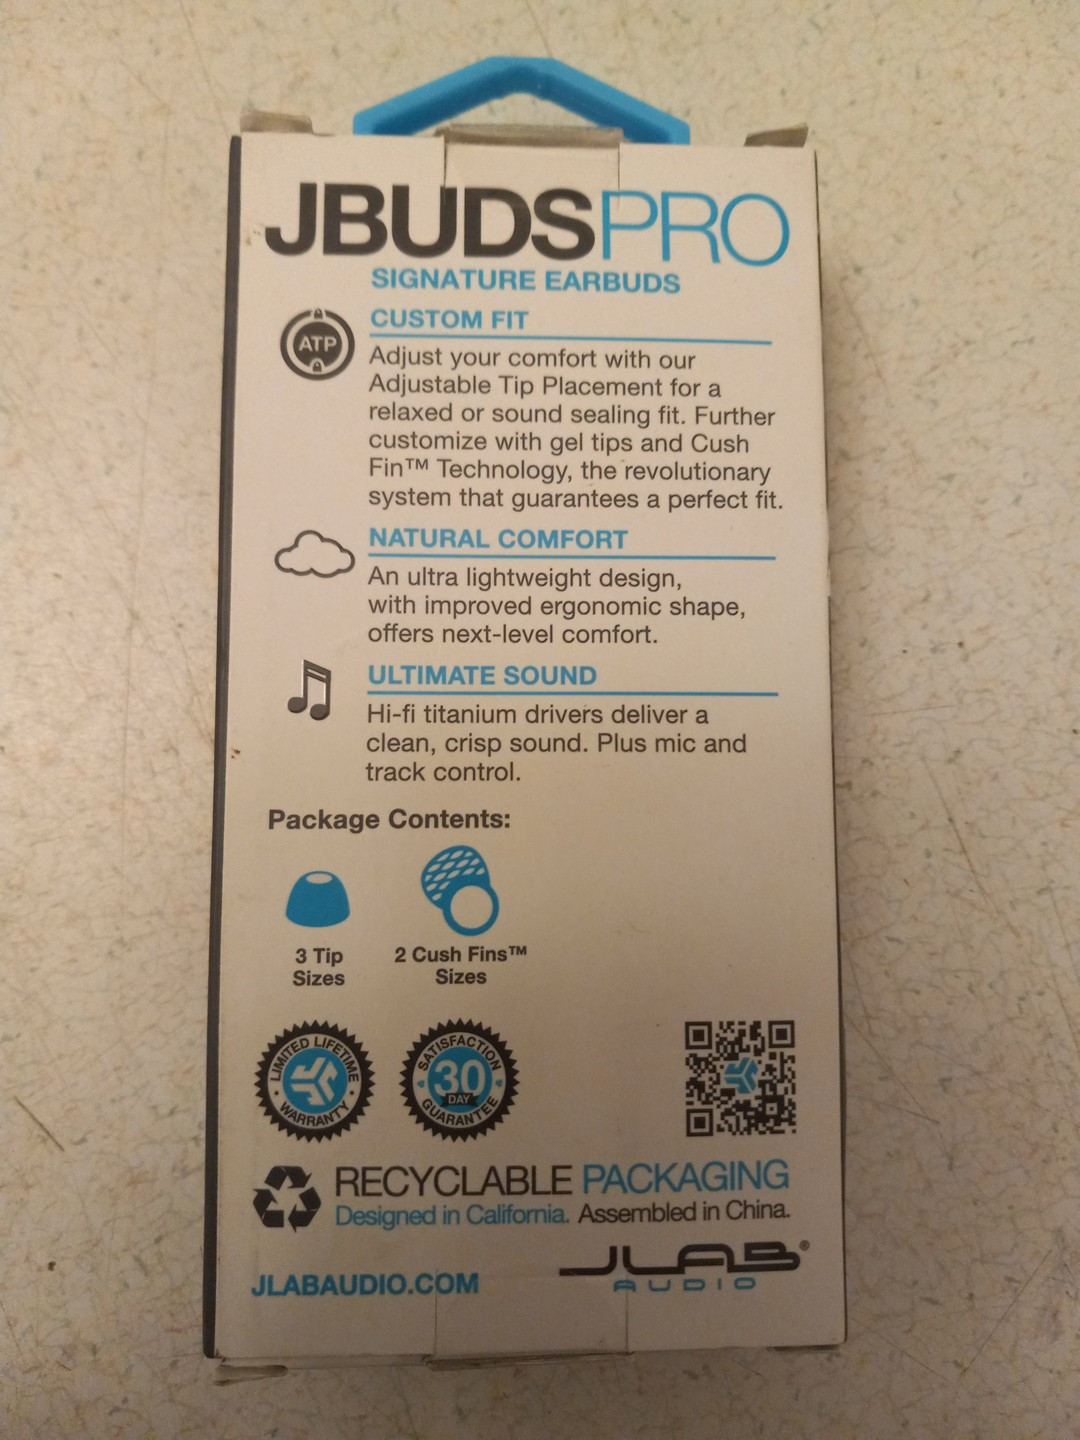 JBUDSPRO
SIGNATURE EARBUDS
ATP
CUSTOM FIT
Adjust your comfort with our
Adjustable Tip Placement for a
relaxed or sound sealing fit. Further
customize with gel tips and Cush
Fin™ Technology, the revolutionary
system that guarantees a perfect fit.
NATURAL COMFORT
An ultra lightweight design,
with improved ergonomic shape,
offers next-level comfort.
ULTIMATE SOUND
Hi-fi titanium drivers deliver a
clean, crisp sound. Plus mic and
track control.
Package Contents:
3 Tip
Sizes
2 Cush Fins™
Sizes
LIMITED LIFETIME
WARRANTY
SATISFACTION
30
DAY
GUARANTEE
RECYCLABLE PACKAGING
Designed in California. Assembled in China.
JLABAUDIO.COM
JLAB®
AUDIO